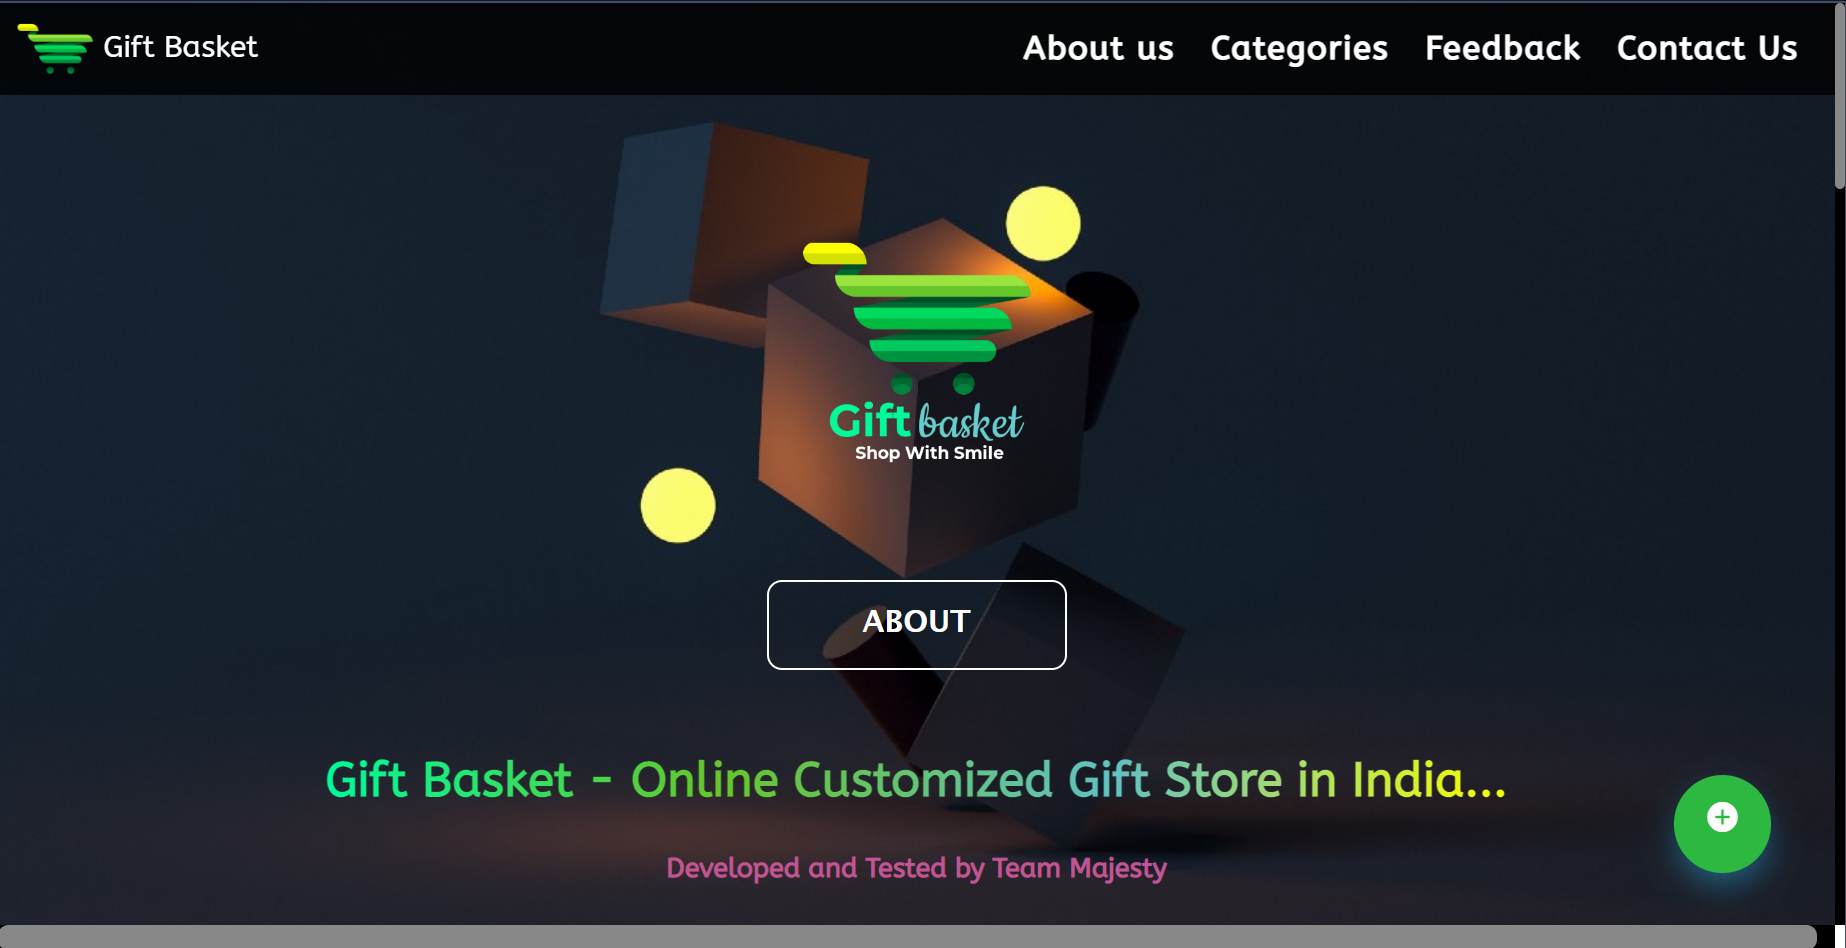 Gift Basket
About us
Categories
Feedback
Contact Us
Gift basket
Shop With Smile
ABOUT
Gift Basket - Online Customized Gift Store in India...
Developed and Tested by Team Majesty